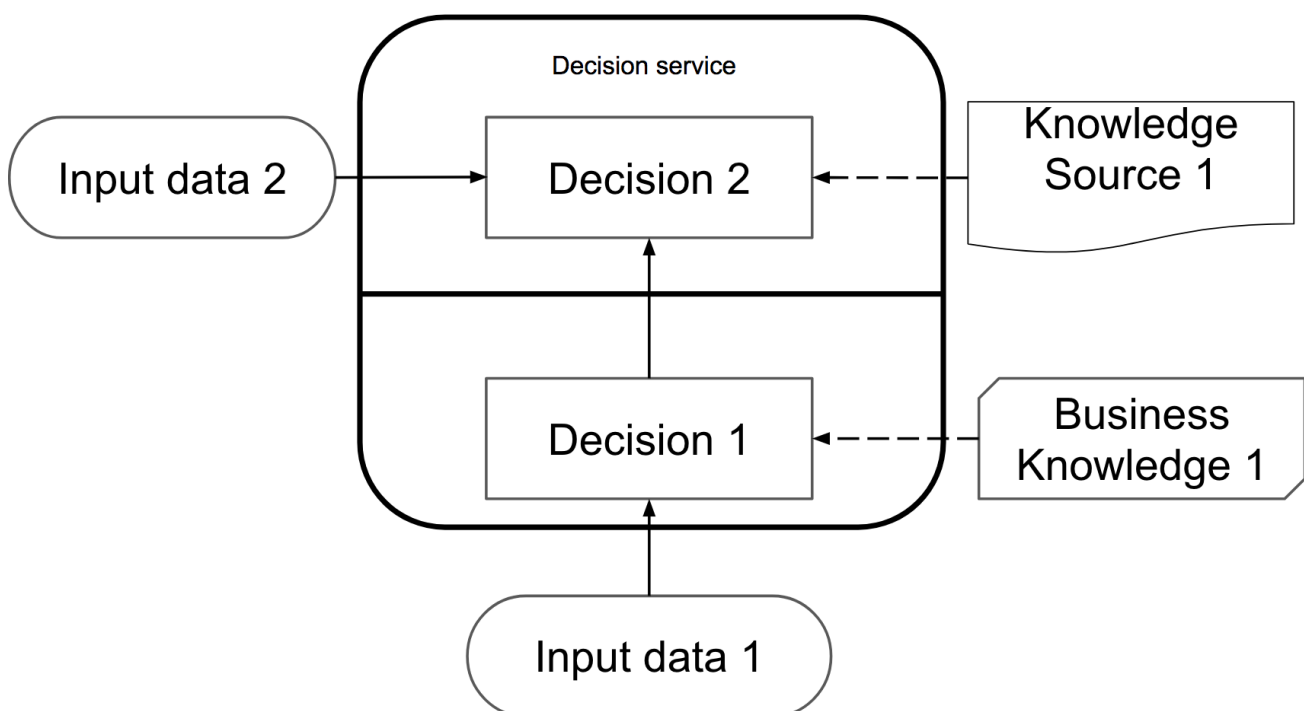 Decision service
Input data 2
Decision 2
Knowledge
Source 1
Decision 1
Business
Knowledge 1
Input data 1